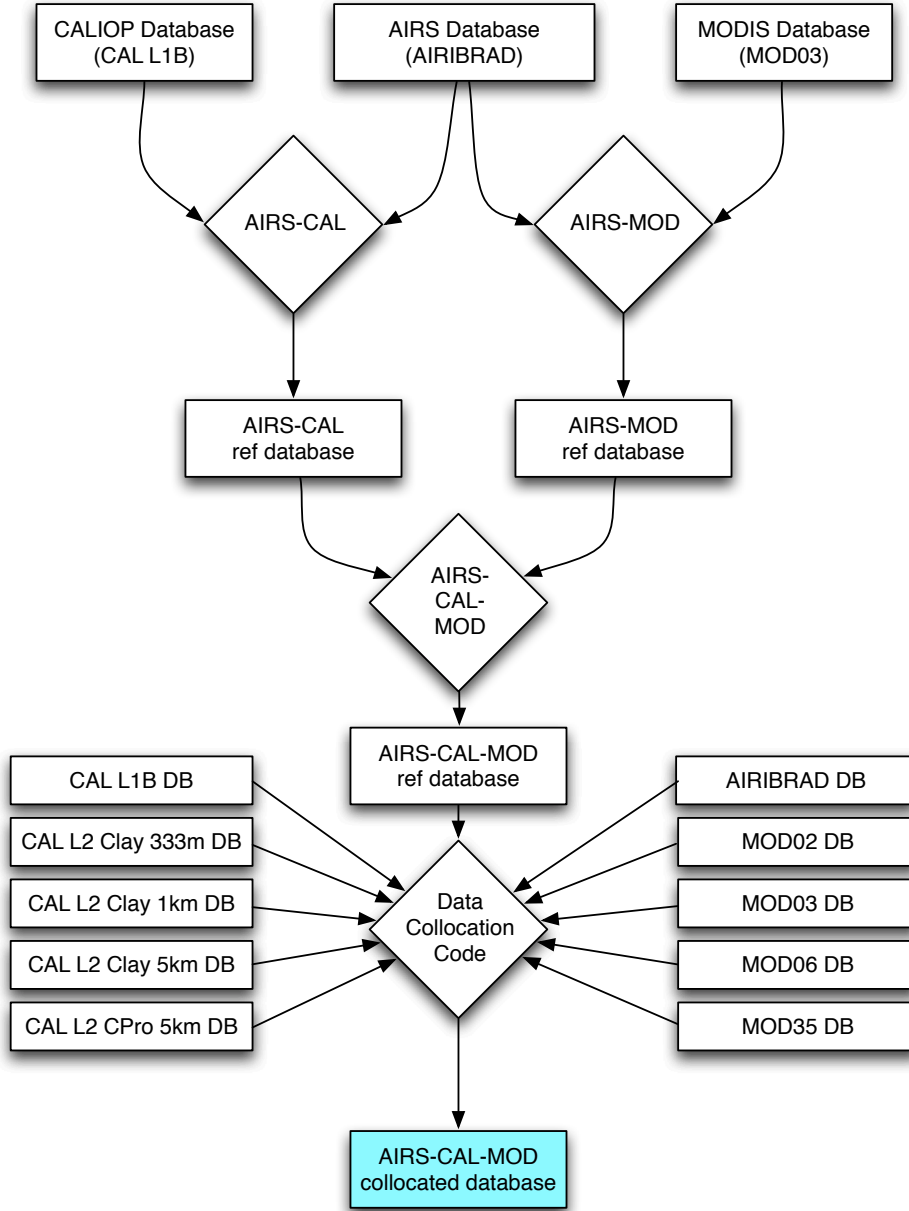 CALIOP Database
(CAL L1B)
AIRS Database
(AIRIBRAD)
MODIS Database
(MOD03)
AIRS-CAL
AIRS-MOD
AIRS-CAL
ref database
AIRS-MOD
ref database
AIRS-
CAL-
MOD
AIRS-CAL-MOD
ref database
CAL L1B DB
CAL L2 Clay 333m DB
CAL L2 Clay 1km DB
CAL L2 Clay 5km DB
CAL L2 CPro 5km DB
Data
Collocation
Code
AIRIBRAD DB
MOD02 DB
MOD03 DB
MOD06 DB
MOD35 DB
AIRS-CAL-MOD
collocated database